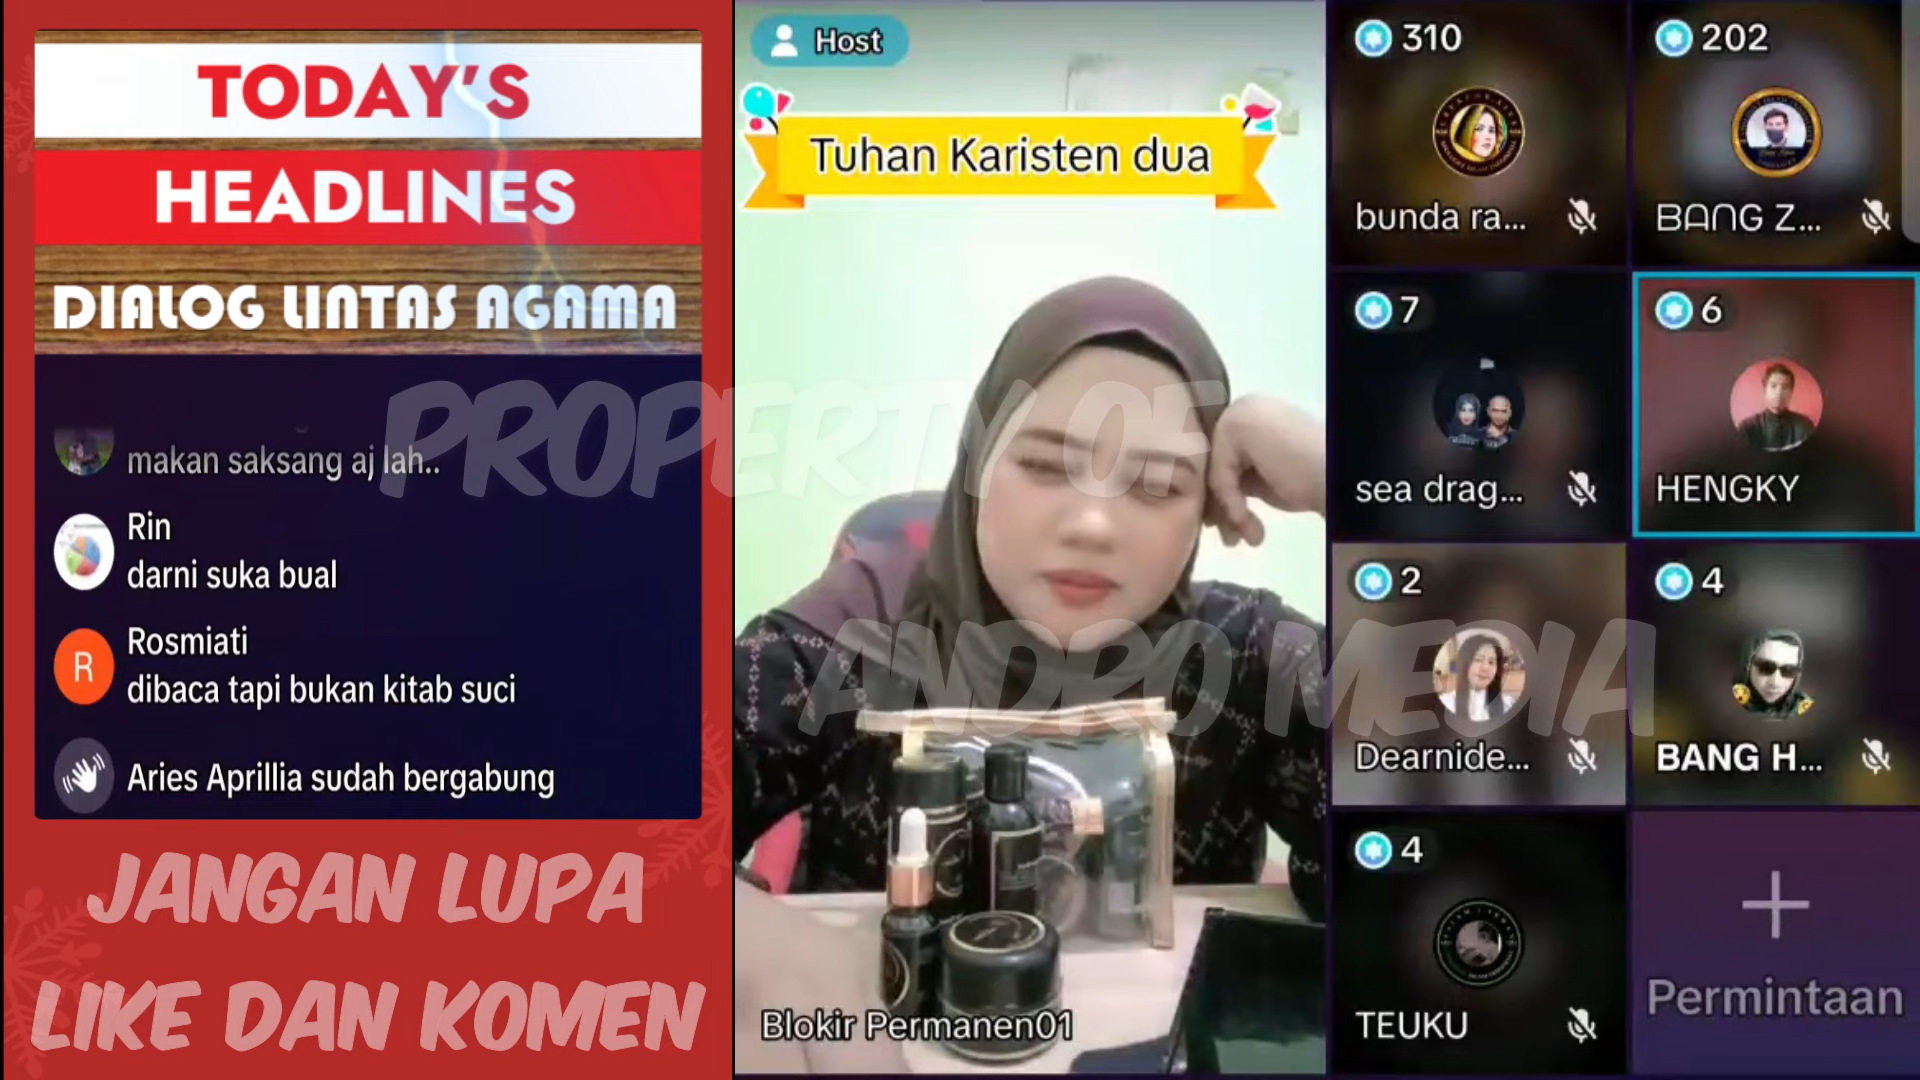 TODAY'S
HEADLINES
DIALOG LINTAS AGAMA
makan saksang aj lah..
Rin
darni suka bual
Rosmiati
R
dibaca tapi bukan kitab suci
Aries Aprillia sudah bergabung
JANGAN LUPA
LIKE DAN KOMEN
PROPERTY OF
ANDRO MEDIA
Host
Tuhan Karisten dua
Blokir Permanen01
310
bunda ra...
202
BANG Z...
7
sea drag...
6
HENGKY
2
Dearnide...
4
BANG H...
4
TEUKU
Permintaan